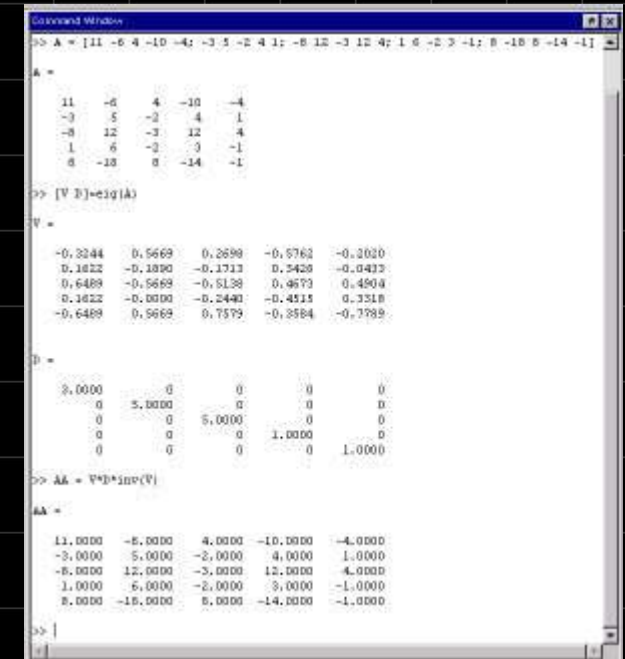 Command Window
>> A = [11 -6 4 -10 -4; -3 5 -2 4 1; -8 12 -3 12 4; 1 6 -2 3 -1; 8 -18 8 -14 -1]
A =
11 -6 4 -10 -4
-3 5 -2 4 1
-8 12 -3 12 4
1 6 -2 3 -1
8 -18 8 -14 -1
>> [V D]=eig(A)
V =
-0.3244 0.5669 0.2698 -0.5762 -0.2020
0.1622 -0.1890 -0.1713 0.3428 -0.0433
0.6489 -0.5669 -0.5138 0.4673 0.4904
0.1622 -0.0000 -0.2440 -0.4515 0.3318
-0.6489 0.5669 0.7579 -0.3584 -0.7789
D =
3.0000 0 0 0 0
0 5.0000 0 0 0
0 0 5.0000 0 0
0 0 0 1.0000 0
0 0 0 0 1.0000
>> AA = V*D*inv(V)
AA =
11.0000 -6.0000 4.0000 -10.0000 -4.0000
-3.0000 5.0000 -2.0000 4.0000 1.0000
-8.0000 12.0000 -3.0000 12.0000 4.0000
1.0000 6.0000 -2.0000 3.0000 -1.0000
8.0000 -18.0000 8.0000 -14.0000 -1.0000
>>